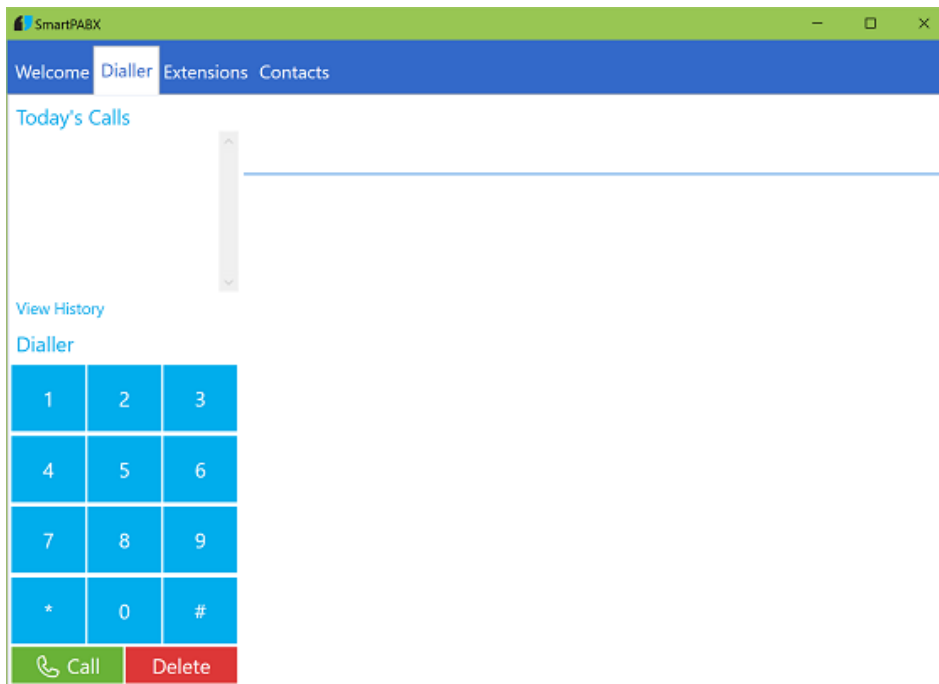 SmartPABX
Welcome Dialler Extensions Contacts
Today's Calls
View History
Dialler
1 2 3
4 5 6
7 8 9
* 0 #
Call Delete